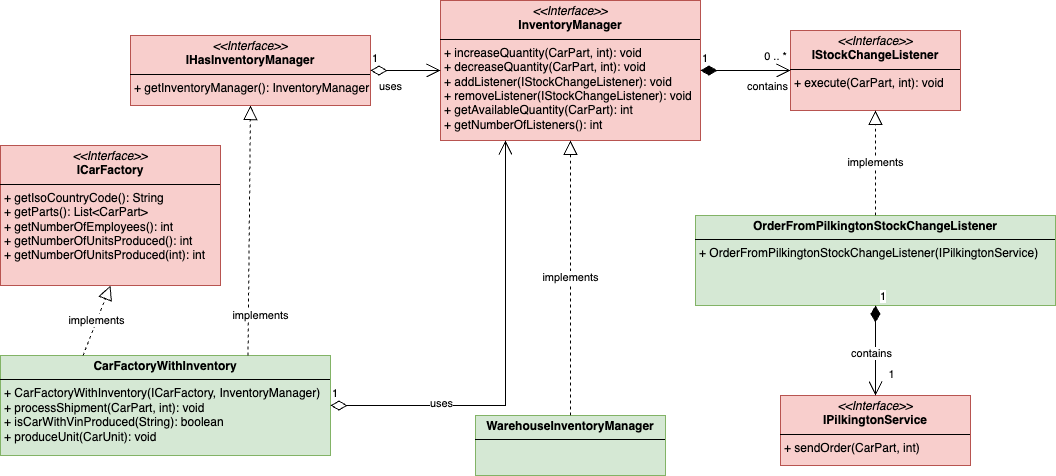 <<Interface>>
InventoryManager
+ increaseQuantity(CarPart, int): void
+ decreaseQuantity(CarPart, int): void
+ addListener(IStockChangeListener): void
+ removeListener(IStockChangeListener): void
+ getAvailableQuantity(CarPart): int
+ getNumberOfListeners(): int
<<Interface>>
IHasInventoryManager
+ getInventoryManager(): InventoryManager
1
uses
1
0 .. *
contains
<<Interface>>
IStockChangeListener
+ execute(CarPart, int): void
<<Interface>>
ICarFactory
+ getIsoCountryCode(): String
+ getParts(): List<CarPart>
+ getNumberOfEmployees(): int
+ getNumberOfUnitsProduced(): int
+ getNumberOfUnitsProduced(int): int
implements
OrderFromPilkingtonStockChangeListener
+ OrderFromPilkingtonStockChangeListener(IPilkingtonService)
implements
implements
implements
1
contains
1
CarFactoryWithInventory
+ CarFactoryWithInventory(ICarFactory, InventoryManager)
+ processShipment(CarPart, int): void
+ isCarWithVinProduced(String): boolean
+ produceUnit(CarUnit): void
1
uses
WarehouseInventoryManager
<<Interface>>
IPilkingtonService
+ sendOrder(CarPart, int)